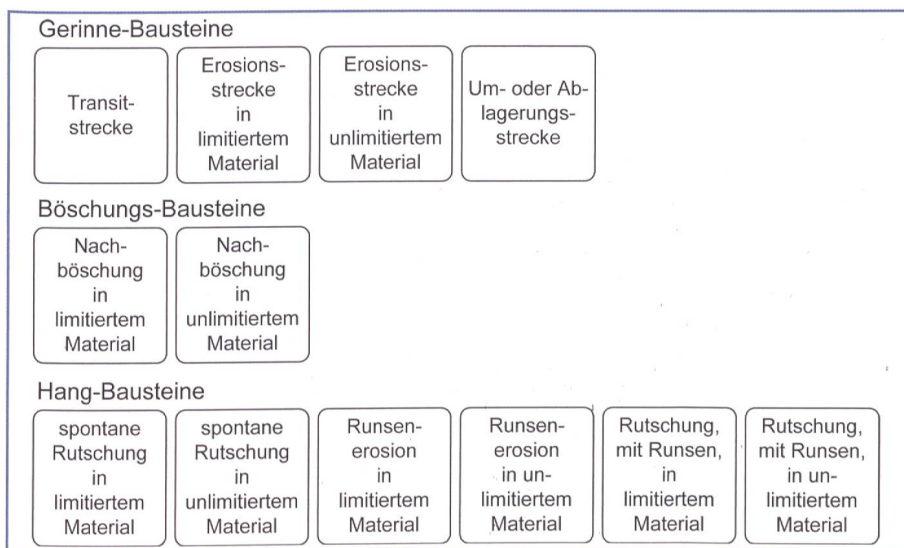 Gerinne-Bausteine
Transit-
strecke
Erosions-
strecke
in
limitiertem
Material
Erosions-
strecke
in
unlimitiertem
Material
Um- oder Ab-
lagerungs-
strecke
Böschungs-Bausteine
Nach-
böschung
in
limitiertem
Material
Nach-
böschung
in
unlimitiertem
Material
Hang-Bausteine
spontane
Rutschung
in
limitiertem
Material
spontane
Rutschung
in
unlimitiertem
Material
Runsen-
erosion
in
limitiertem
Material
Runsen-
erosion
in un-
limitiertem
Material
Rutschung,
mit Runsen,
in
limitiertem
Material
Rutschung,
mit Runsen,
in un-
limitiertem
Material